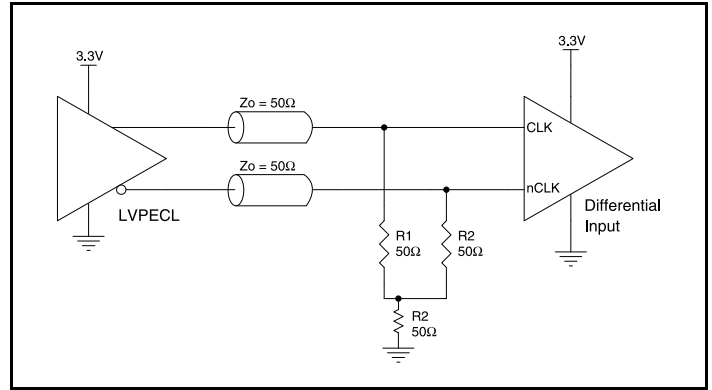 3.3V
3.3V
Zo = 50Ω
CLK
Zo = 50Ω
nCLK
LVPECL
Differential
Input
R1
50Ω
R2
50Ω
R2
50Ω